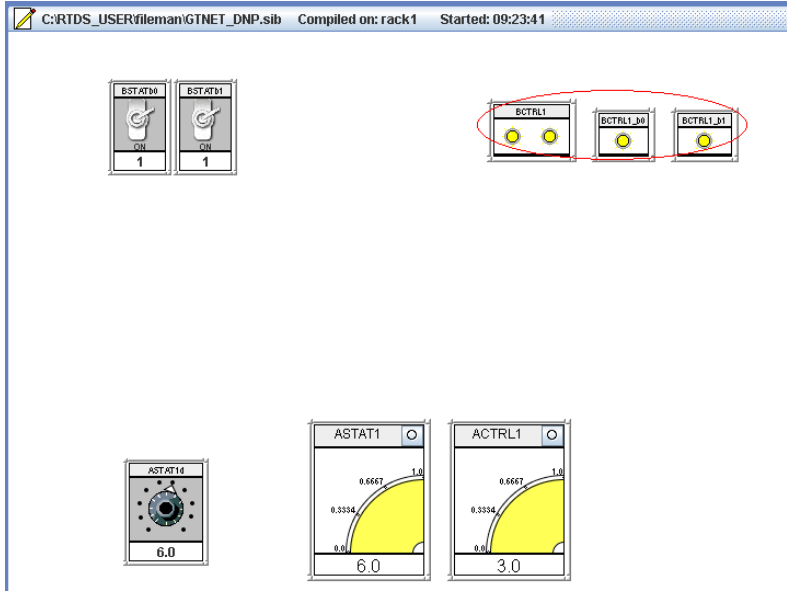 C:\RTDS_USER\fileman\GTNET_DNP.sib Compiled on: rack1 Started: 09:23:41
BSTATb0 BSTATb1
ON ON
1 1
BCTRL1
BCTRL1_b0
BCTRL1_b1
ASTAT1d
6.0
ASTAT1
1.0
0.6667
0.3334
0.0
6.0
ACTRL1
1.0
0.6667
0.3334
0.0
3.0